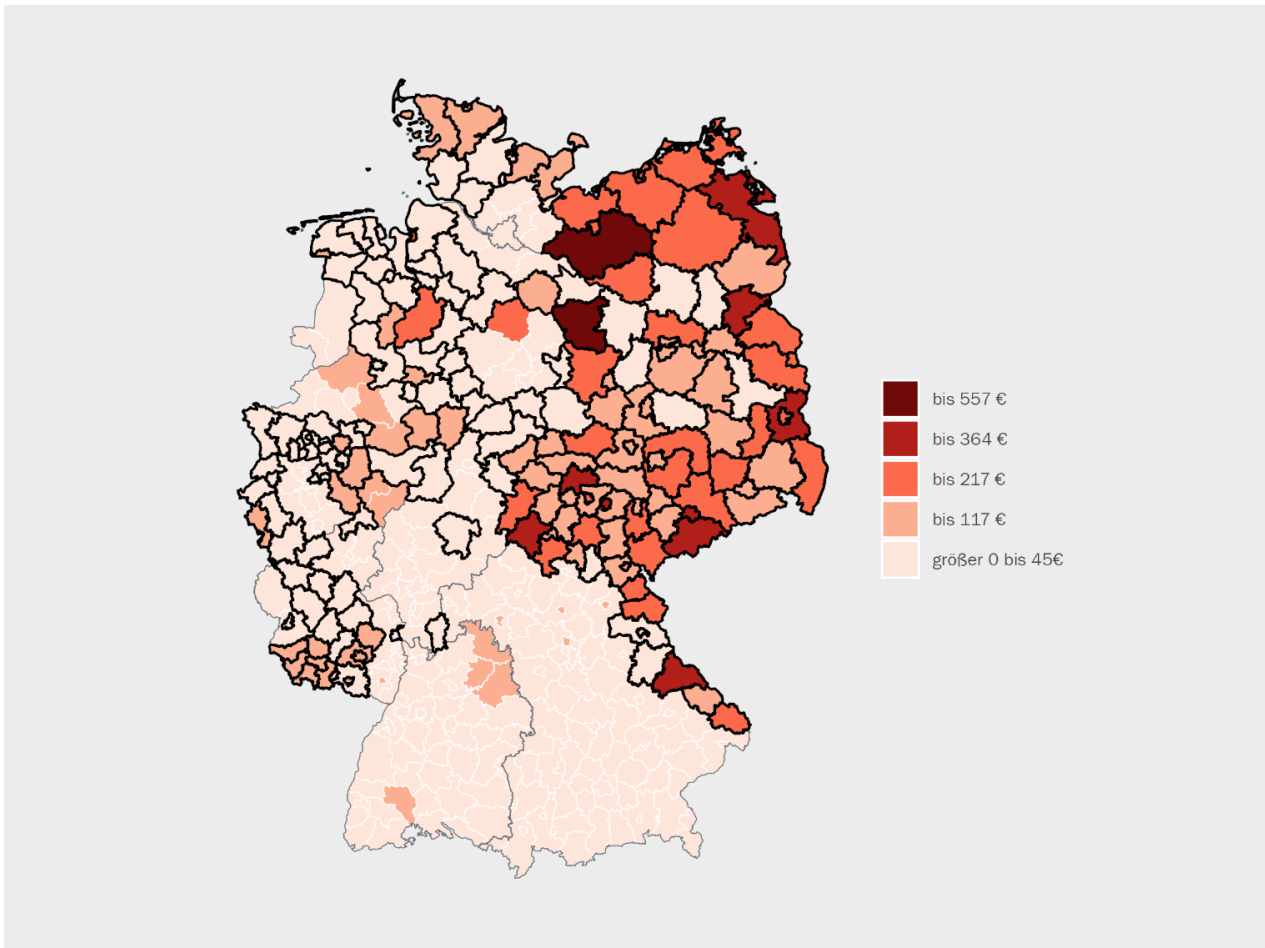 bis 557 €
bis 364 €
bis 217 €
bis 117 €
größer 0 bis 45€